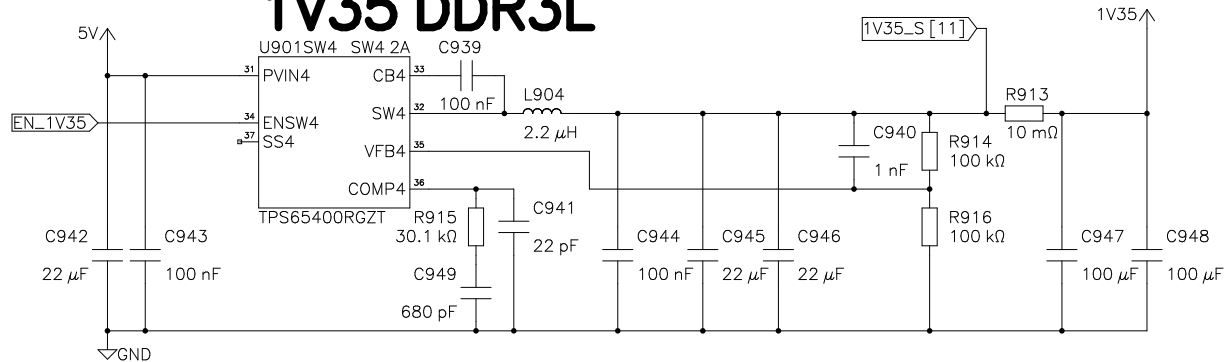 1V35 DDR3L
5V
U901SW4 SW4 2A
31 PVIN4
CB4 33
C939
100 nF
1V35_S [11]
1V35
EN_1V35
34 ENSW4
37 SS4
SW4 32
L904
2.2 µH
R913
10 mΩ
VFB4 35
C940
1 nF
R914
100 kΩ
COMP4 36
TPS65400RGZT
R915
30.1 kΩ
C941
22 pF
R916
100 kΩ
C942
22 µF
C943
100 nF
C949
680 pF
C944
100 nF
C945
22 µF
C946
22 µF
C947
100 µF
C948
100 µF
GND